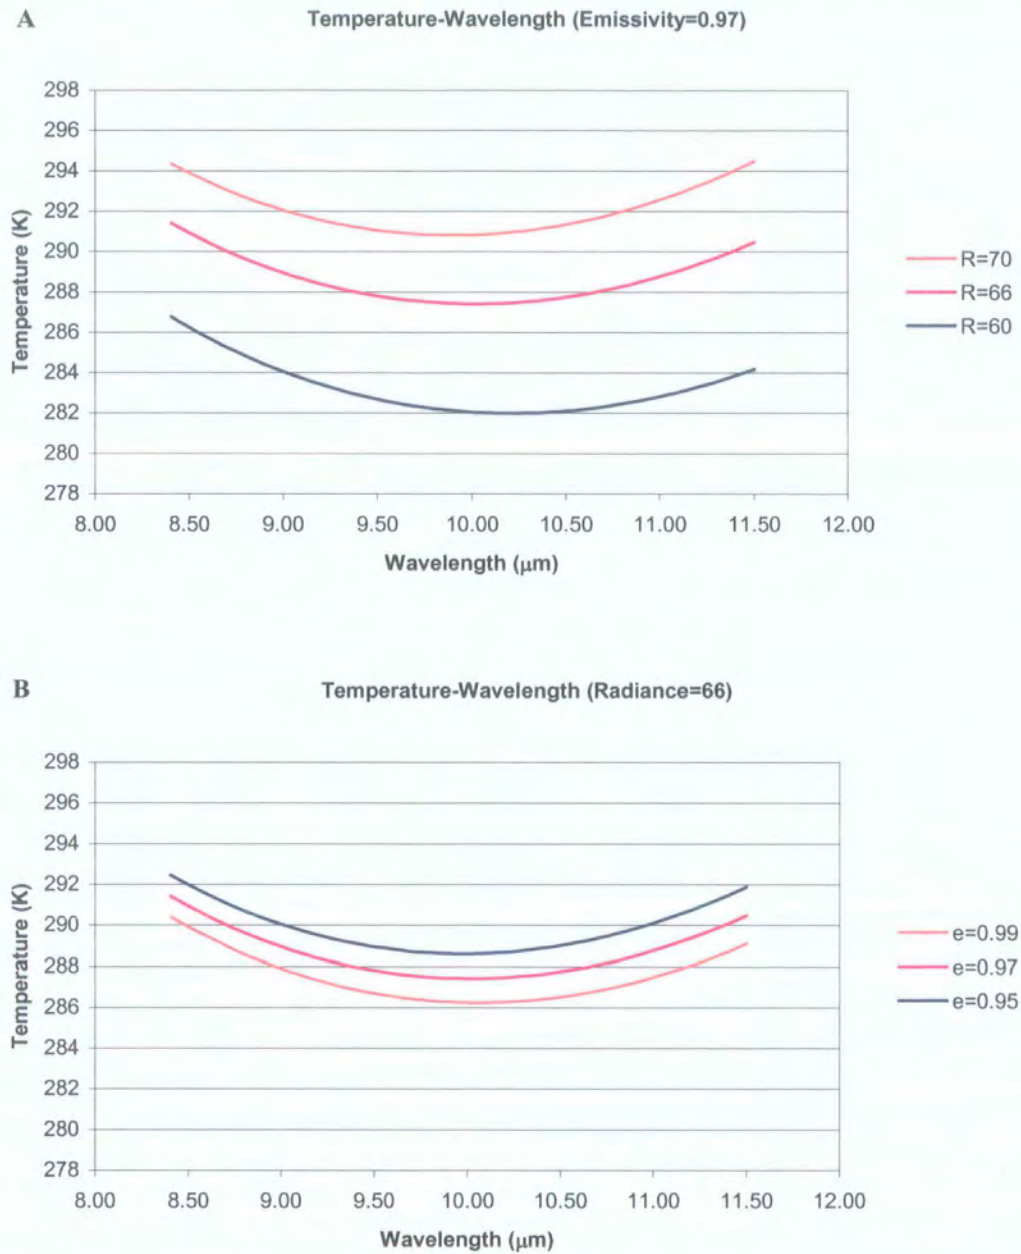 A
Temperature-Wavelength (Emissivity=0.97)
298
296
294
292
290
288
286
284
282
280
278
Temperature (K)
8.00 8.50 9.00 9.50 10.00 10.50 11.00 11.50 12.00
Wavelength (μm)
R=70
R=66
R=60
B
Temperature-Wavelength (Radiance=66)
298
296
294
292
290
288
286
284
282
280
278
Temperature (K)
8.00 8.50 9.00 9.50 10.00 10.50 11.00 11.50 12.00
Wavelength (μm)
e=0.99
e=0.97
e=0.95